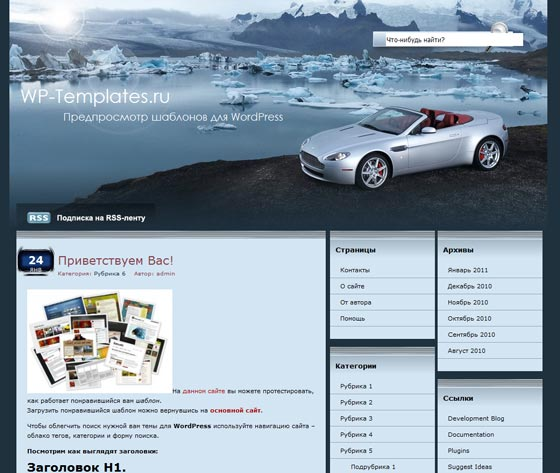 Что-нибудь найти?
WP-Templates.ru
Предпросмотр шаблонов для WordPress
RSS Подписка на RSS-ленту
24
ЯНВ
Приветствуем Вас!
Категория: Рубрика 6 Автор: admin
На данном сайте вы можете протестировать,
как работает понравившийся вам шаблон.
Загрузить понравившийся шаблон можно вернувшись на основной сайт.
Чтобы облегчить поиск нужной вам темы для WordPress используйте навигацию сайта –
облако тегов, категории и форму поиска.
Посмотрим как выглядят заголовки:
Заголовок H1.
Страницы
Контакты
О сайте
От автора
Помощь
Категории
Рубрика 1
Рубрика 2
Рубрика 3
Рубрика 4
Рубрика 5
Подрубрика 1
Архивы
Январь 2011
Декабрь 2010
Ноябрь 2010
Октябрь 2010
Сентябрь 2010
Август 2010
Ссылки
Development Blog
Documentation
Plugins
Suggest Ideas